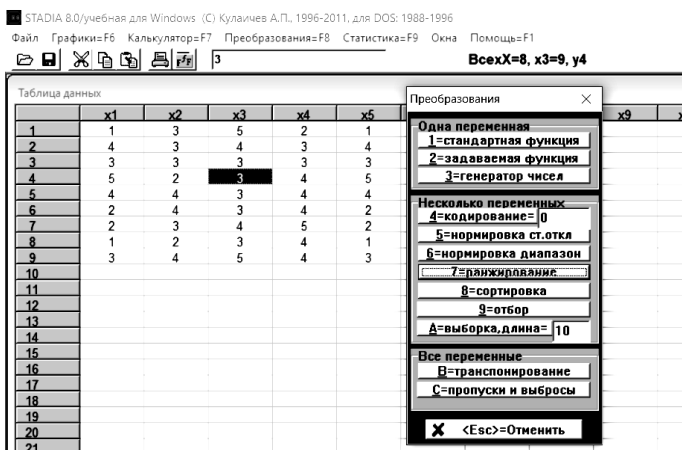 STADIA 8.0/учебная для Windows (C) Кулаичев А.П., 1996-2011, для DOS: 1988-1996
Файл Графики=F6 Калькулятор=F7 Преобразования=F8 Статистика=F9 Окна Помощь=F1
3 ВсехX=8, x3=9, y4
Таблица данных
x1 x2 x3 x4 x5 x9
1 1 3 5 2 1
2 4 3 4 3 4
3 3 3 3 3 3
4 5 2 3 4 5
5 4 4 3 4 4
6 2 4 3 4 2
7 2 3 4 5 2
8 1 2 3 4 1
9 3 4 5 4 3
10
11
12
13
14
15
16
17
18
19
20
21
Преобразования
Одна переменная
1=стандартная функция
2=задаваемая функция
3=генератор чисел
Несколько переменных
4=кодирование= 0
5=нормировка ст.откл
6=нормировка диапазон
7=ранжирование
8=сортировка
9=отбор
A=выборка,длина= 10
Все переменные
B=транспонирование
C=пропуски и выбросы
<Esc>=Отменить